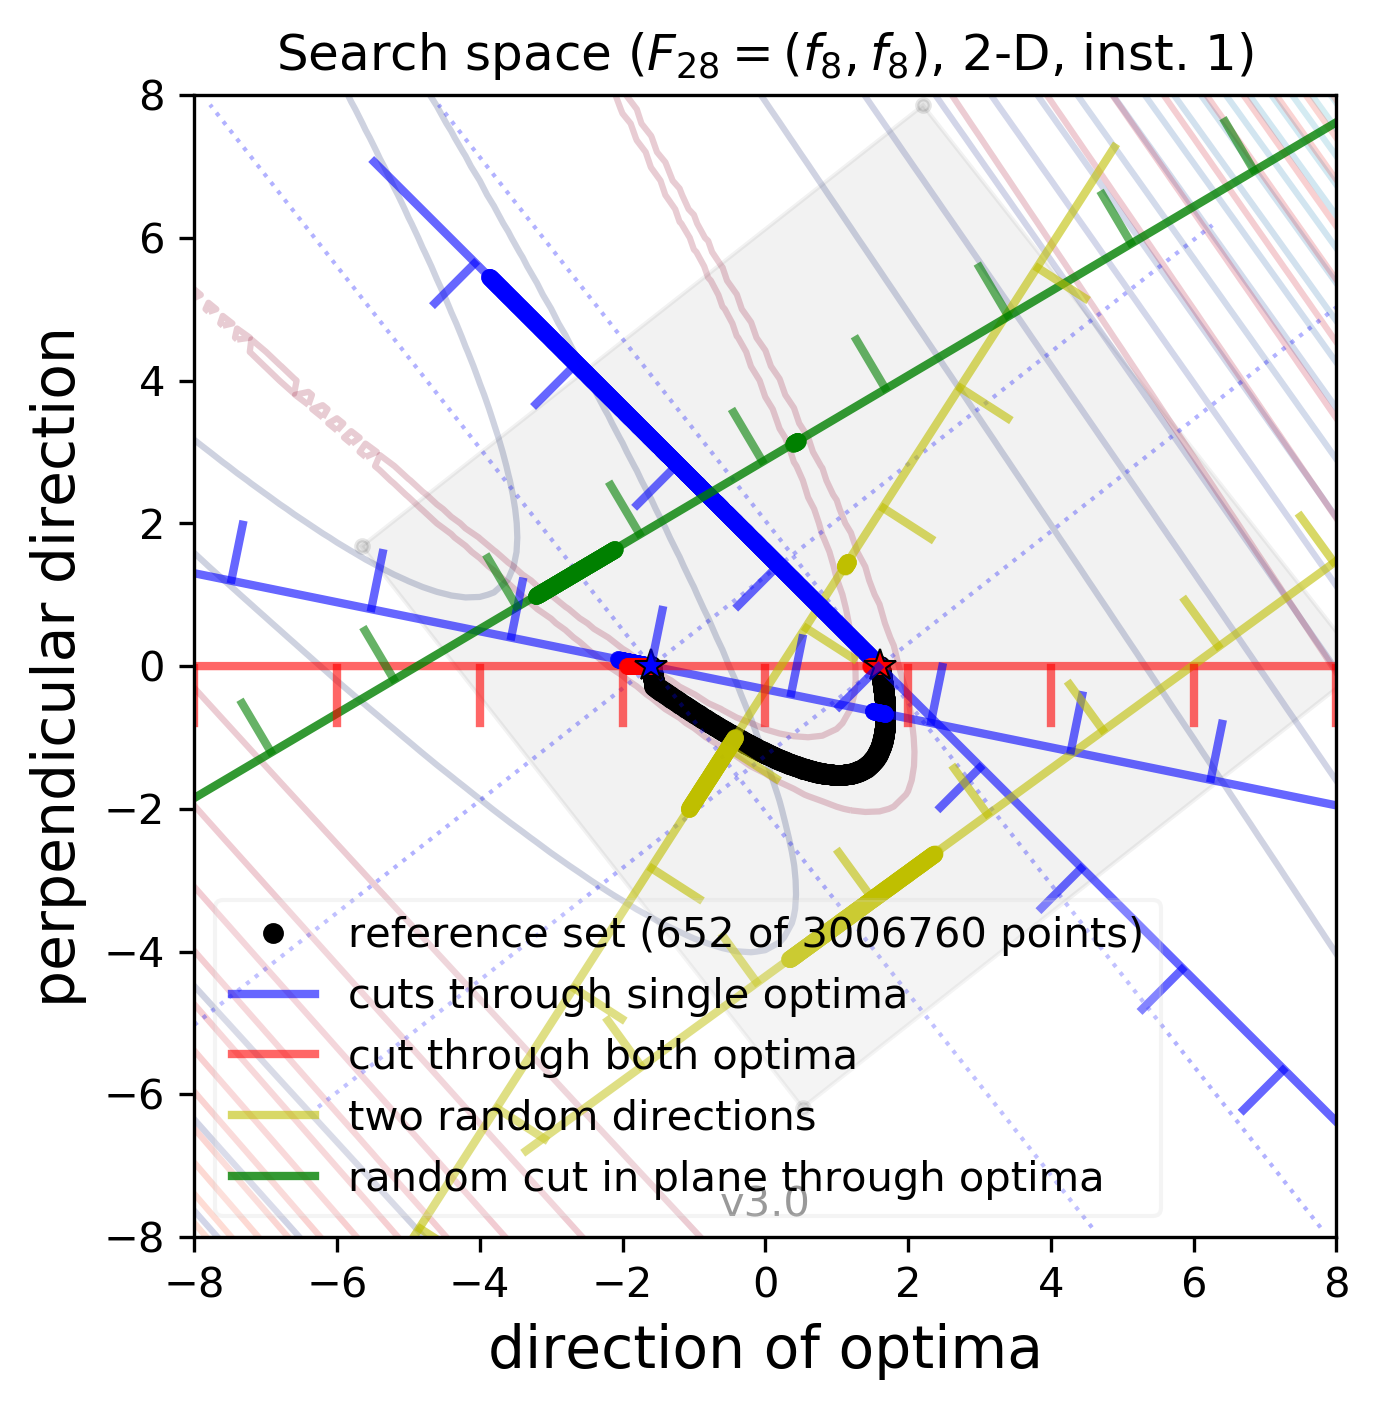 Search space (F28 = (f8, f8), 2-D, inst. 1)
perpendicular direction
8
6
4
2
0
−2
−4
−6
−8
reference set (652 of 3006760 points)
cuts through single optima
cut through both optima
two random directions
random cut in plane through optima
v3.0
−8 −6 −4 −2 0 2 4 6 8
direction of optima